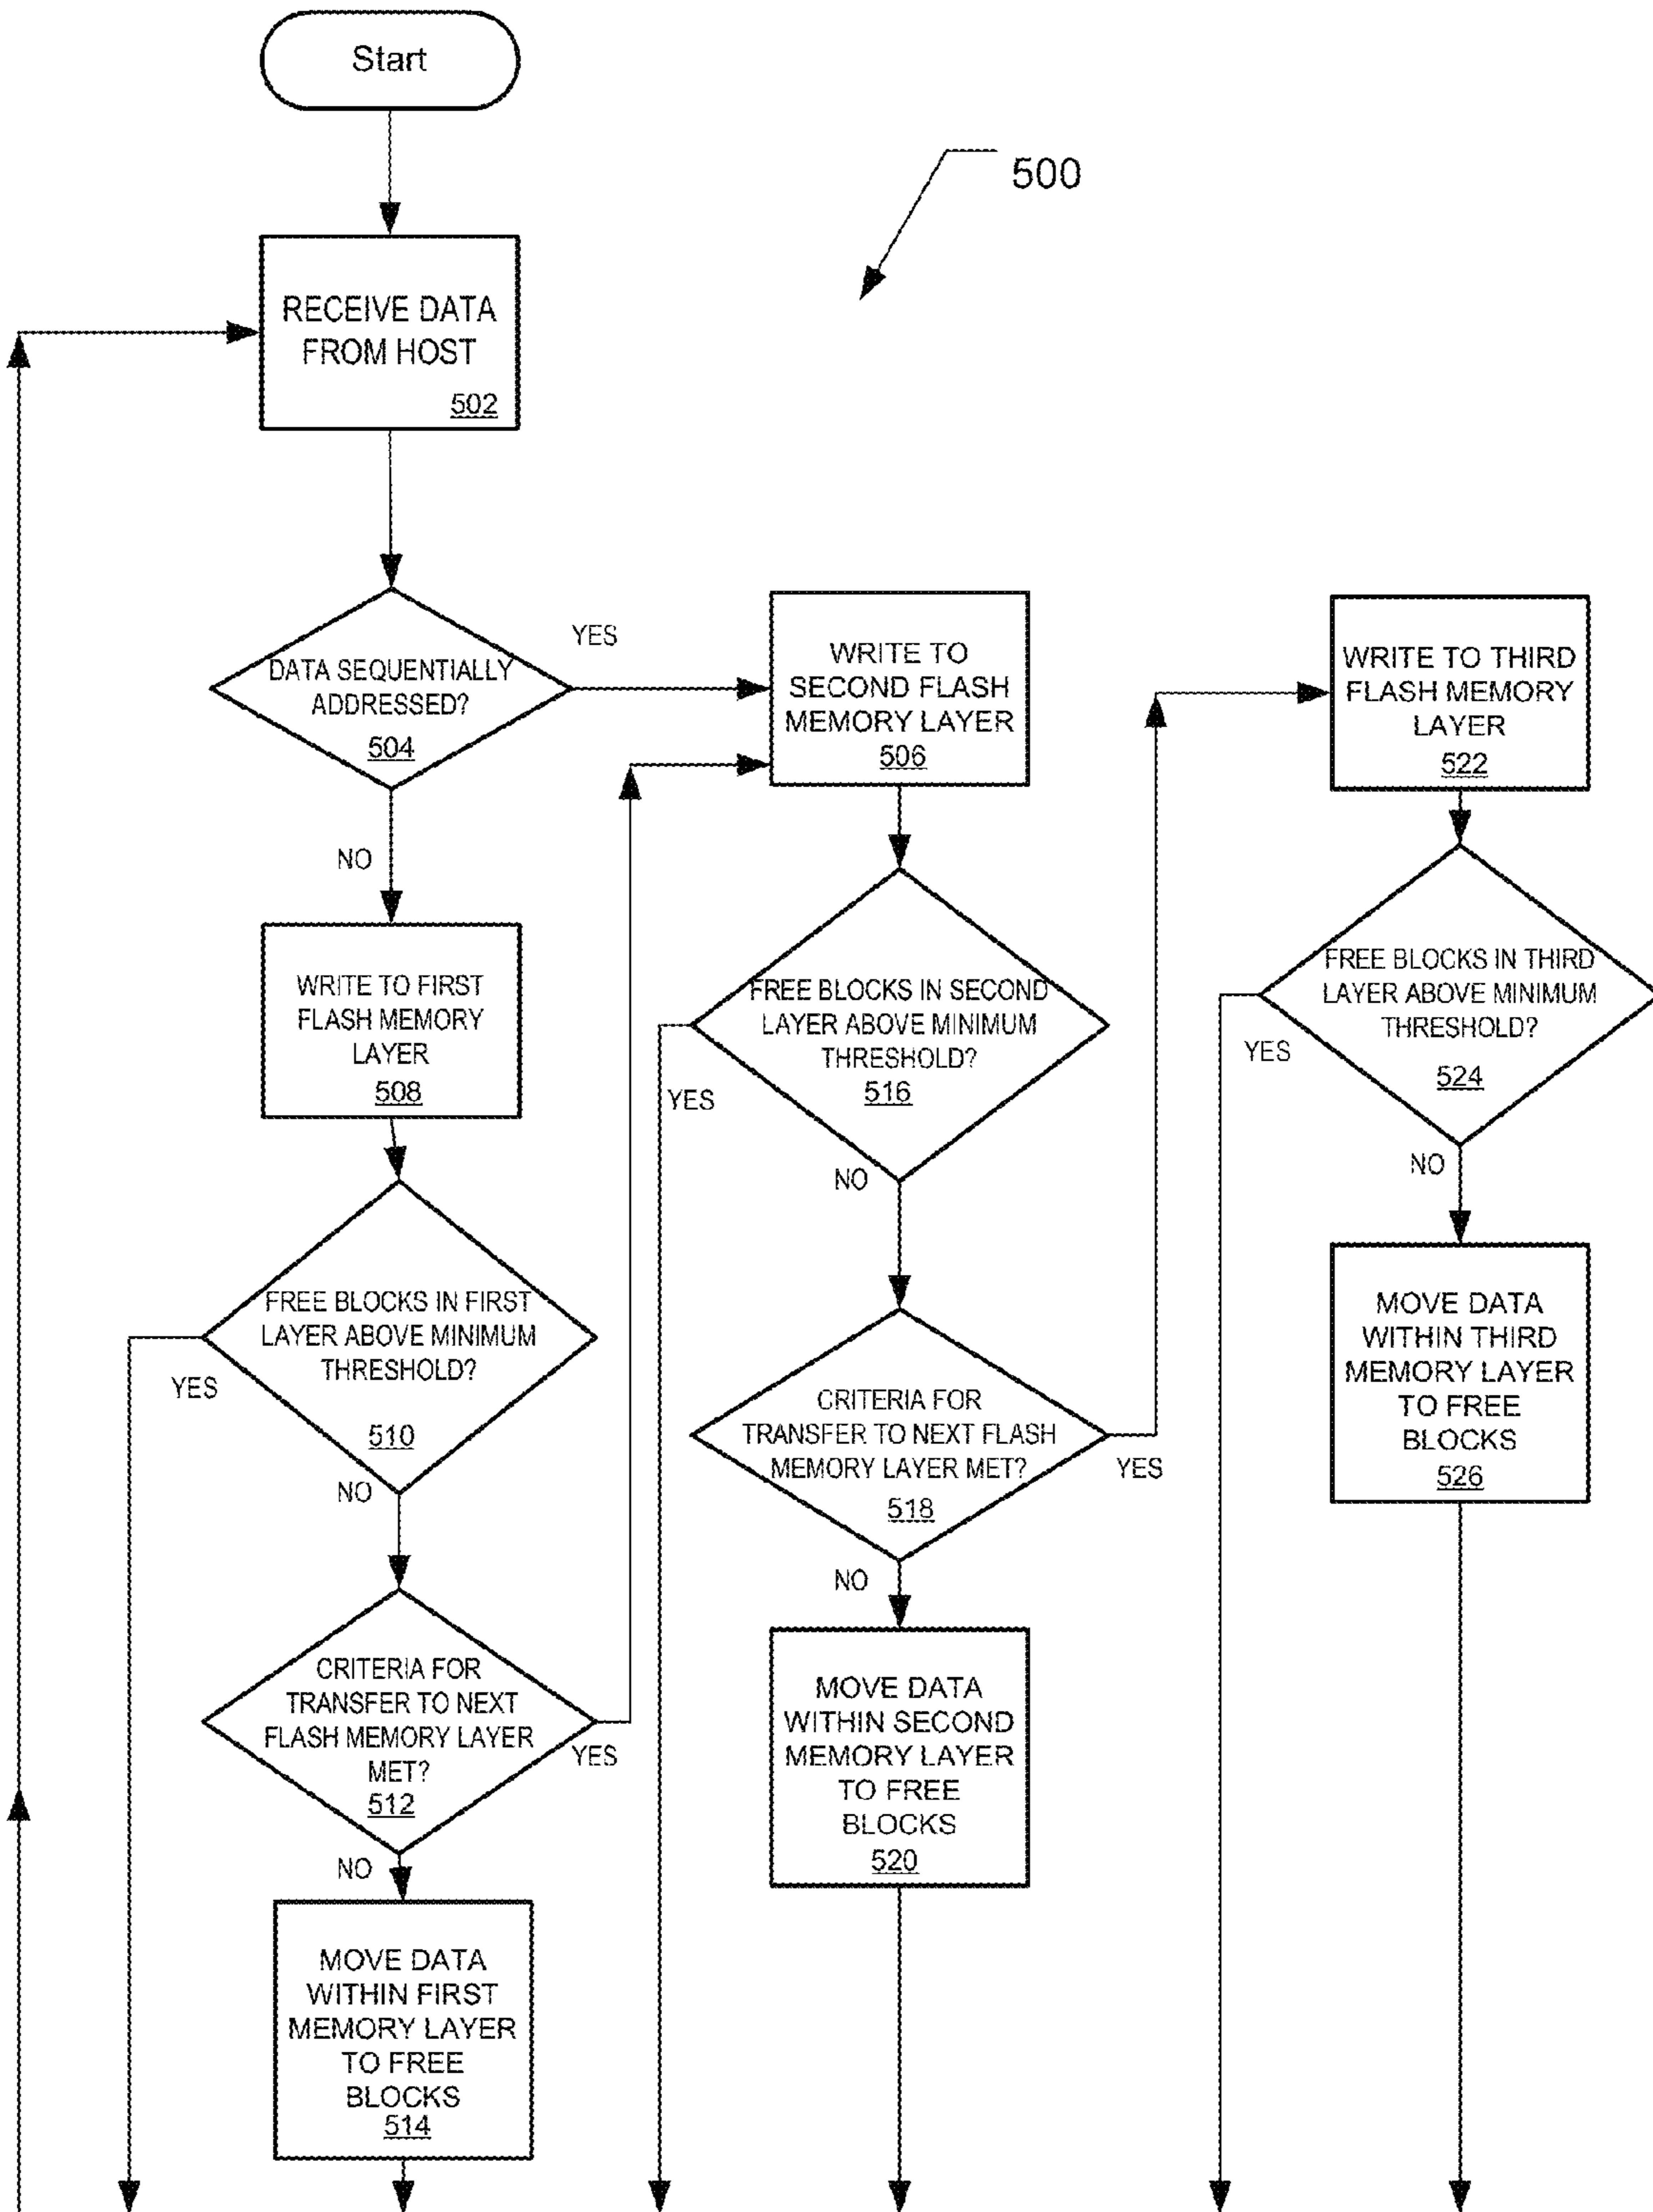 Start
500
RECEIVE DATA
FROM HOST
502
DATA SEQUENTIALLY
ADDRESSED?
504
YES
NO
WRITE TO FIRST
FLASH MEMORY
LAYER
508
FREE BLOCKS IN FIRST
LAYER ABOVE MINIMUM
THRESHOLD?
510
YES
NO
CRITERIA FOR
TRANSFER TO NEXT
FLASH MEMORY LAYER
MET?
512
YES
NO
MOVE DATA
WITHIN FIRST
MEMORY LAYER
TO FREE
BLOCKS
514
WRITE TO
SECOND FLASH
MEMORY LAYER
506
FREE BLOCKS IN SECOND
LAYER ABOVE MINIMUM
THRESHOLD?
516
YES
NO
CRITERIA FOR
TRANSFER TO NEXT FLASH
MEMORY LAYER MET?
518
YES
NO
MOVE DATA
WITHIN SECOND
MEMORY LAYER
TO FREE
BLOCKS
520
WRITE TO THIRD
FLASH MEMORY
LAYER
522
FREE BLOCKS IN THIRD
LAYER ABOVE MINIMUM
THRESHOLD?
524
YES
NO
MOVE DATA
WITHIN THIRD
MEMORY LAYER
TO FREE
BLOCKS
526